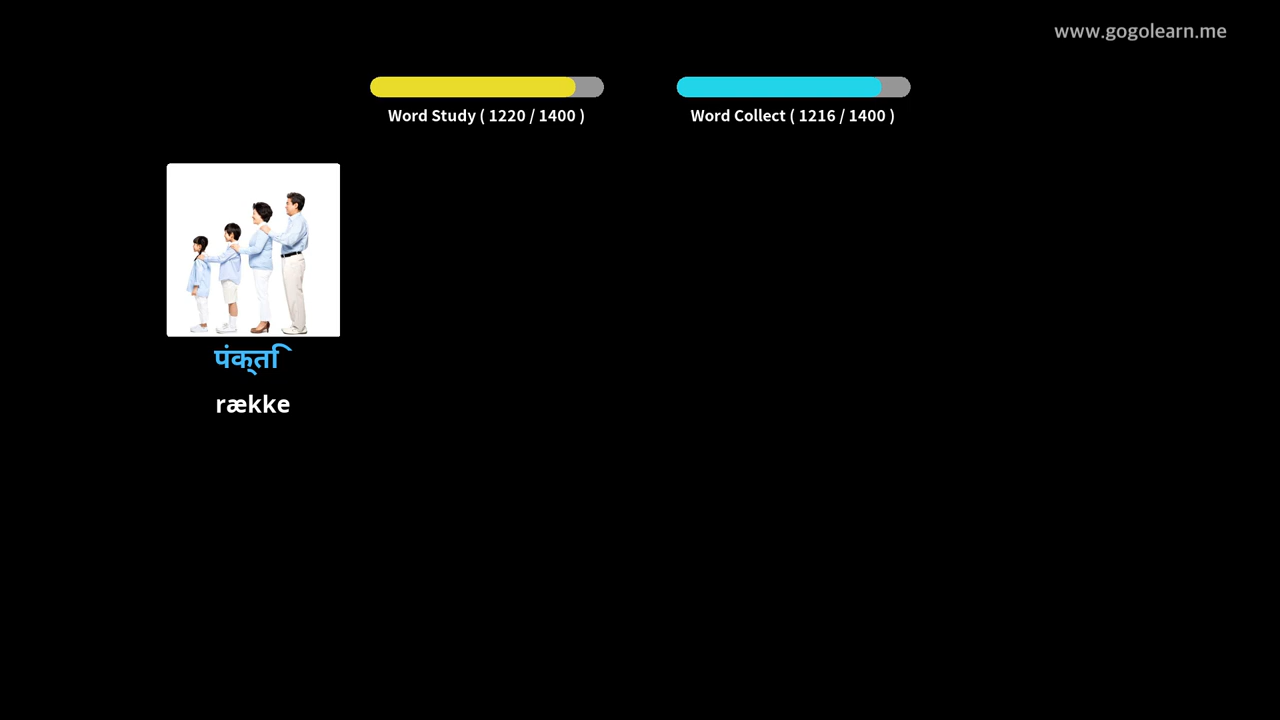 www.gogolearn.me
Word Study ( 1220 / 1400 )
Word Collect ( 1216 / 1400 )
पंक्ति
række